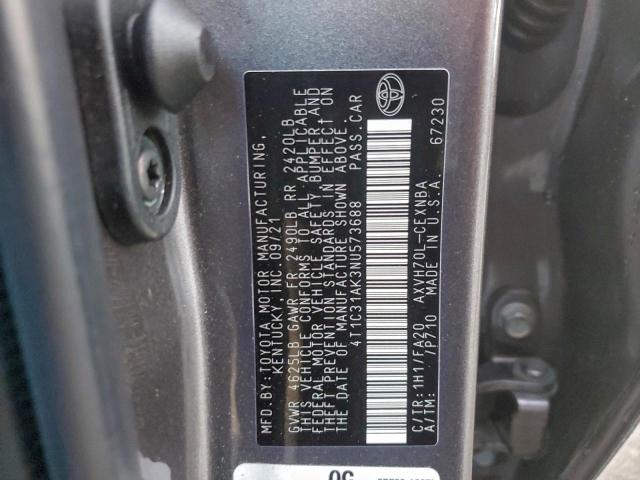 MFD.BY:TOYOTA MOTOR MANUFACTURING,
KENTUCKY, INC.09/21
GVWR 4625LB GAWR FR 2490LB RR 2420LB
THIS VEHICLE CONFORMS TO ALL APPLICABLE
FEDERAL MOTOR VEHICLE SAFETY, BUMPER AND
THEFT PREVENTION STANDARDS IN EFFECT ON
THE DATE OF MANUFACTURE SHOWN ABOVE.
4T1C31AK3NU573688 PASS.CAR
C/TR:1H1/FA20 AXVH70L-CEXNBA
A/TM: /P710 MADE IN U.S.A. 67230